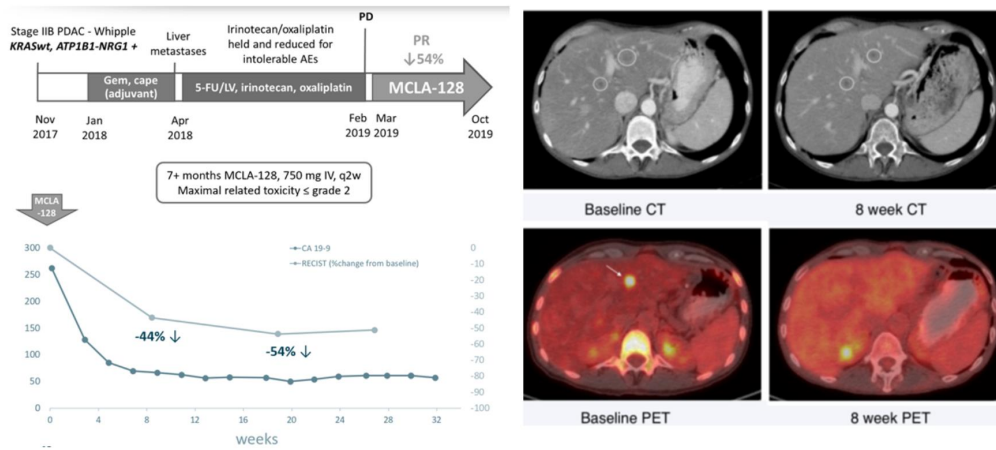 Stage IIB PDAC - Whipple
KRASwt, ATP1B1-NRG1 +
Liver
metastases
Irinotecan/oxaliplatin
held and reduced for
intolerable AEs
PD
PR
↓54%
Gem, cape
(adjuvant)
5-FU/LV, irinotecan, oxaliplatin
MCLA-128
Nov
2017
Jan
2018
Apr
2018
Feb
2019
Mar
2019
Oct
2019
7+ months MCLA-128, 750 mg IV, q2w
Maximal related toxicity ≤ grade 2
MCLA
-128
CA 19-9
RECIST (%change from baseline)
300
250
200
150
100
50
0
0
-10
-20
-30
-40
-50
-60
-70
-80
-90
-100
-44% ↓
-54% ↓
0 4 8 12 16 20 24 28 32
weeks
Baseline CT
8 week CT
Baseline PET
8 week PET